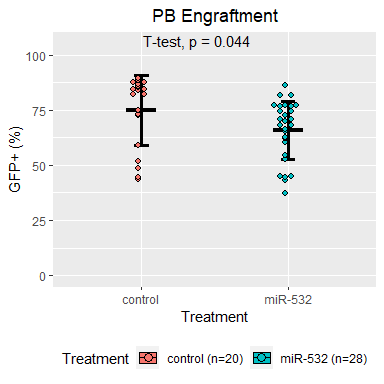 PB Engraftment
T-test, p = 0.044
100
75
50
25
0
GFP+ (%)
control
miR-532
Treatment
Treatment control (n=20) miR-532 (n=28)